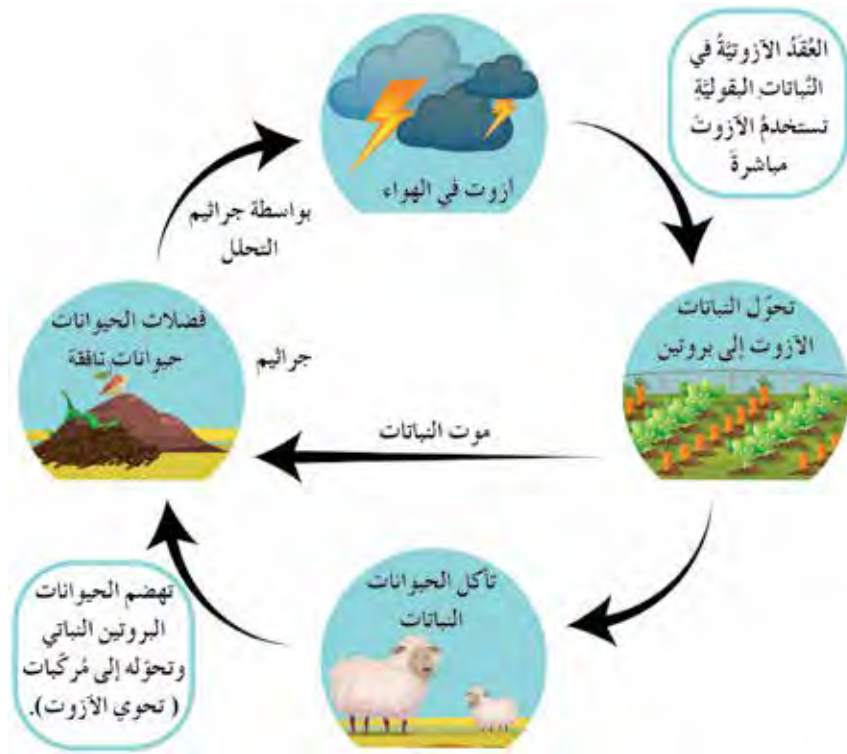 أزوت في الهواء
العُقَدُ الآزوتيَّةُ في
النَّباتاتِ البقوليَّةِ
تستخدمُ الآزوتَ
مباشرةً
تحوّل النباتات
الآزوت إلى بروتين
موت النباتات
تأكل الحيوانات
النباتات
تهضم الحيوانات
البروتين النباتي
وتحوّله إلى مُركَّبات
( تحوي الآزوت).
فضلات الحيوانات
حيوانات نافقة
جراثيم
بواسطة جراثيم
التحلل